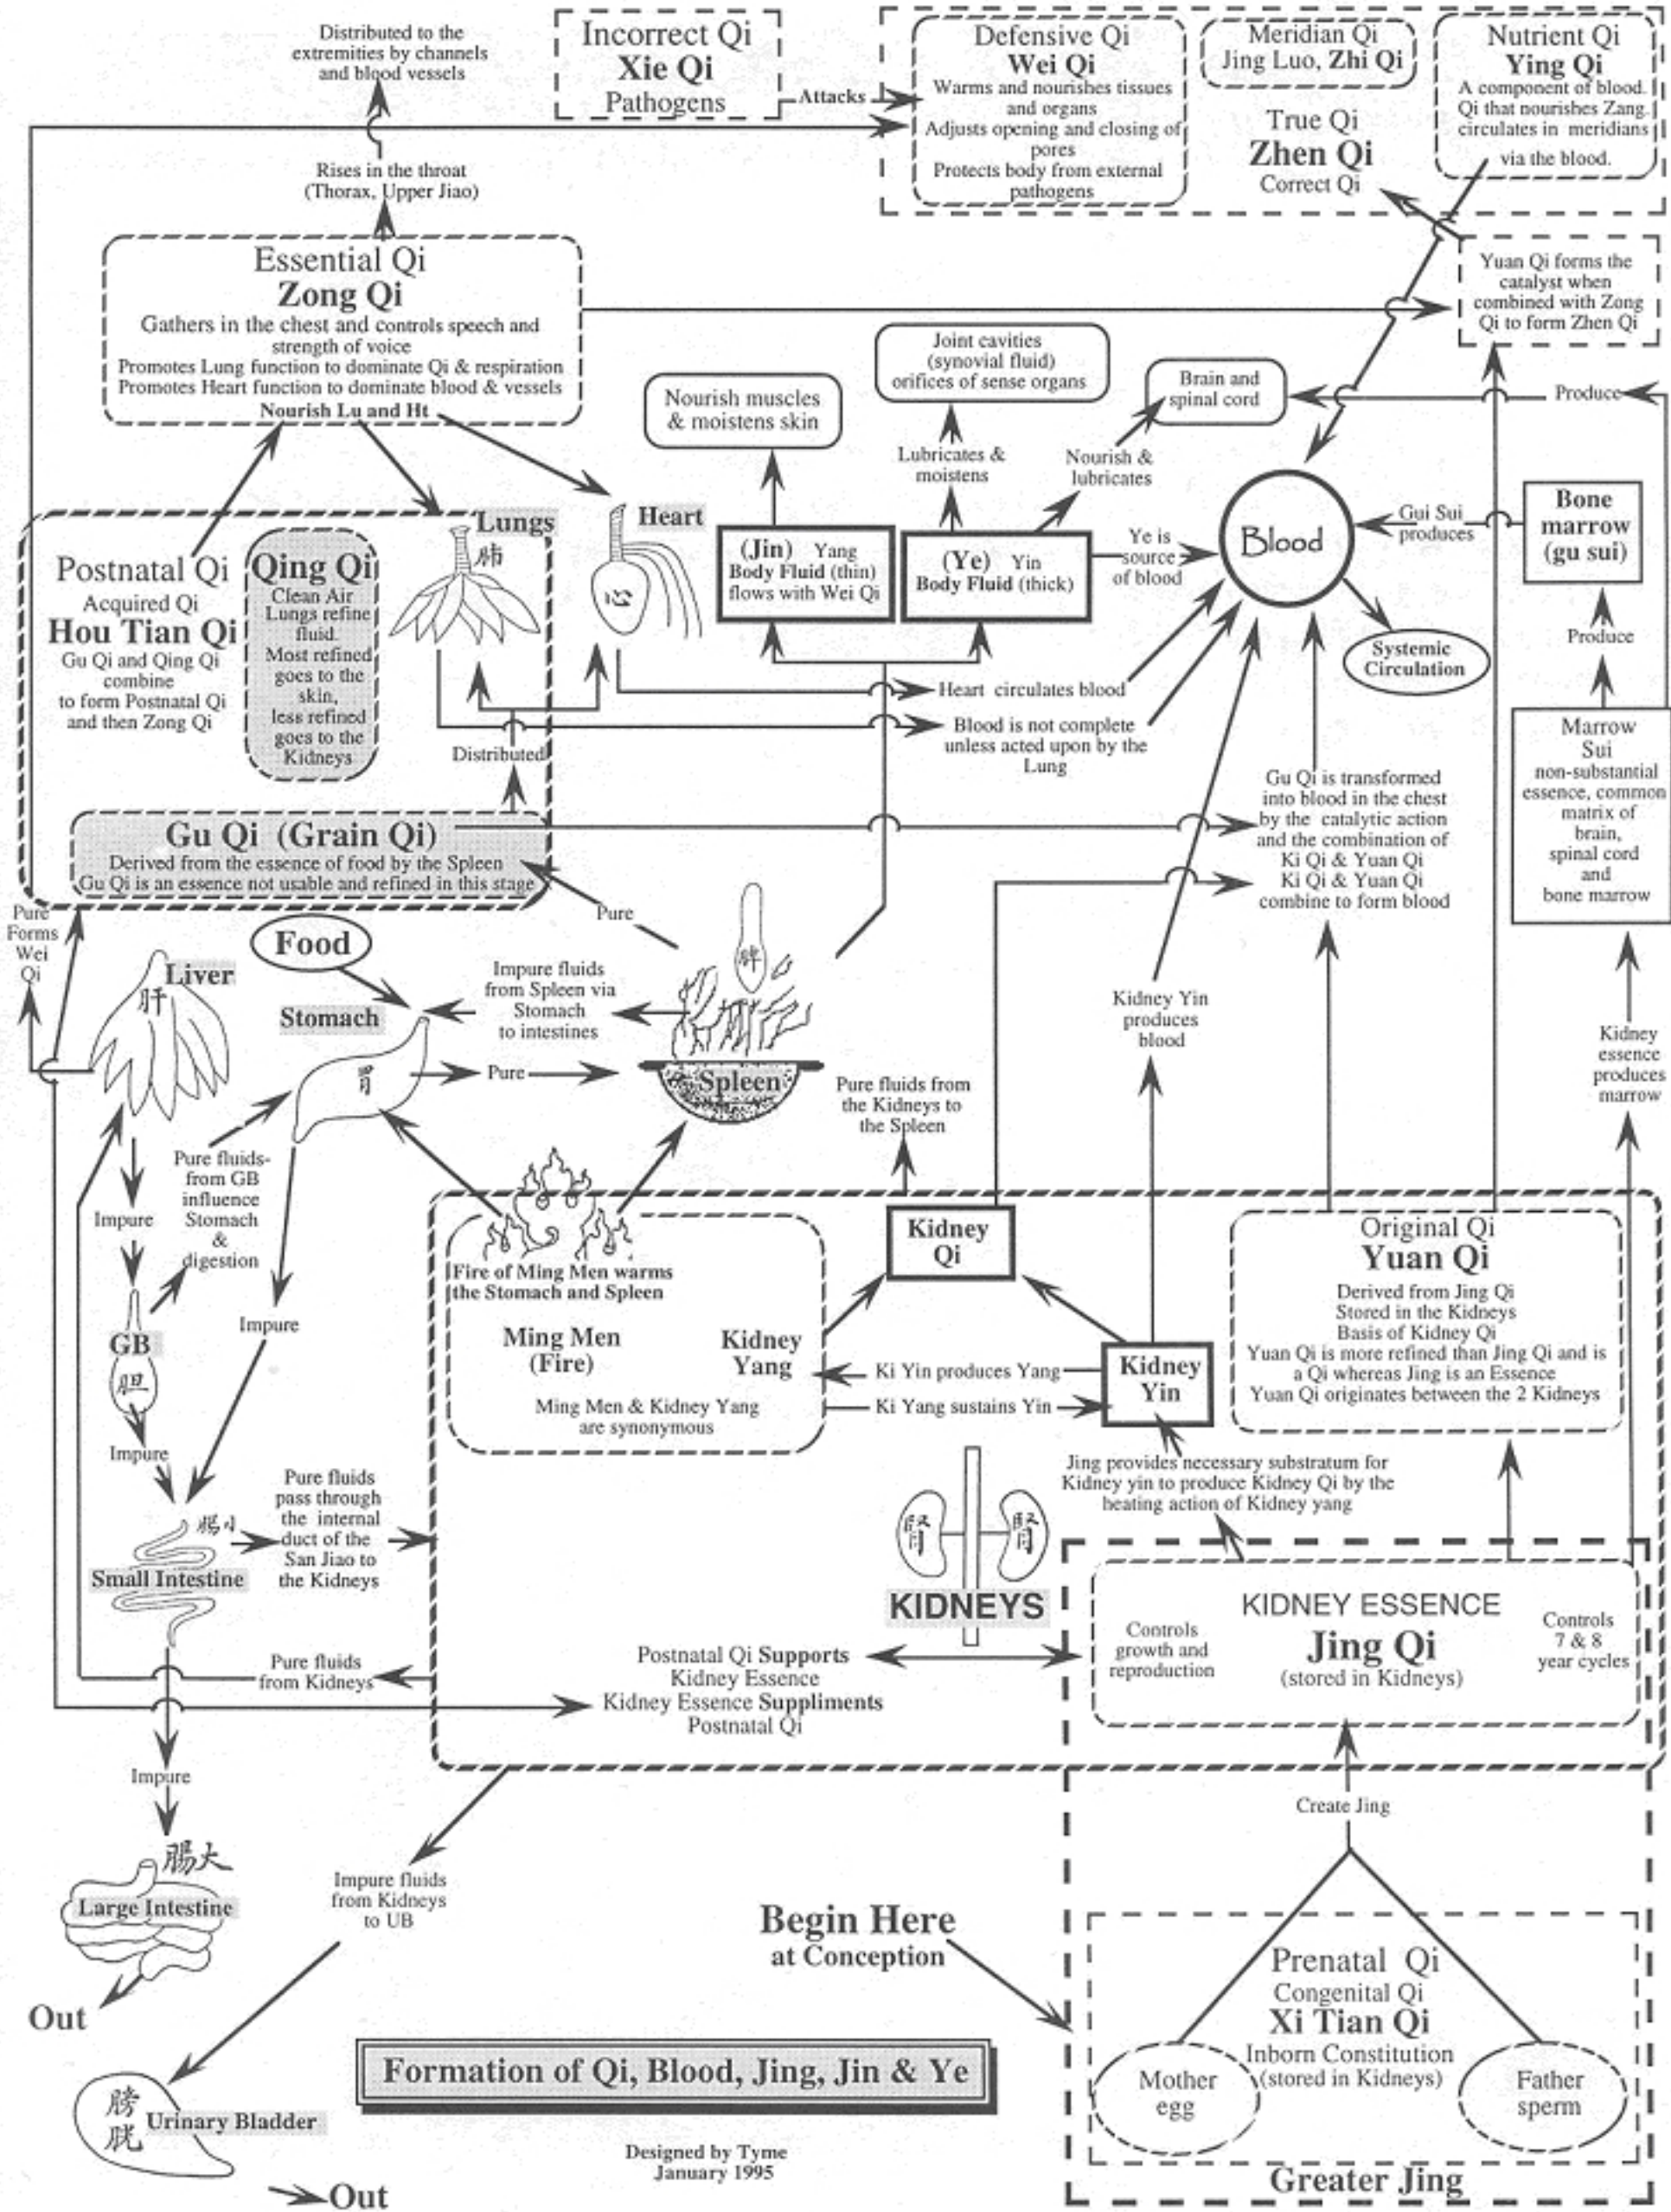 Distributed to the
extremities by channels
and blood vessels
Incorrect Qi
Xie Qi
Pathogens
Attacks
Defensive Qi
Wei Qi
Warms and nourishes tissues
and organs
Adjusts opening and closing of
pores
Protects body from external
pathogens
Meridian Qi
Jing Luo, Zhi Qi
True Qi
Zhen Qi
Correct Qi
Nutrient Qi
Ying Qi
A component of blood.
Qi that nourishes Zang.
circulates in meridians
via the blood.
Rises in the throat
(Thorax, Upper Jiao)
Essential Qi
Zong Qi
Gathers in the chest and controls speech and
strength of voice
Promotes Lung function to dominate Qi & respiration
Promotes Heart function to dominate blood & vessels
Nourish Lu and Ht
Yuan Qi forms the
catalyst when
combined with Zong
Qi to form Zhen Qi
Nourish muscles
& moistens skin
Joint cavities
(synovial fluid)
orifices of sense organs
Brain and
spinal cord
Produce
Lubricates &
moistens
Nourish &
lubricates
Postnatal Qi
Acquired Qi
Hou Tian Qi
Gu Qi and Qing Qi
combine
to form Postnatal Qi
and then Zong Qi
Qing Qi
Clean Air
Lungs refine
fluid.
Most refined
goes to the
skin,
less refined
goes to the
Kidneys
Lungs
肺
Heart
心
(Jin) Yang
Body Fluid (thin)
flows with Wei Qi
(Ye) Yin
Body Fluid (thick)
Ye is
source
of blood
Blood
Gui Sui
produces
Bone
marrow
(gu sui)
Systemic
Circulation
Produce
Heart circulates blood
Blood is not complete
unless acted upon by the
Lung
Distributed
Marrow
Sui
non-substantial
essence, common
matrix of
brain,
spinal cord
and
bone marrow
Gu Qi is transformed
into blood in the chest
by the catalytic action
and the combination of
Ki Qi & Yuan Qi
Ki Qi & Yuan Qi
combine to form blood
Gu Qi (Grain Qi)
Derived from the essence of food by the Spleen
Gu Qi is an essence not usable and refined in this stage
Pure
Forms
Wei
Qi
Pure
Food
Liver
肝
Stomach
胃
Impure fluids
from Spleen via
Stomach
to intestines
Pure
脾
Spleen
Kidney Yin
produces
blood
Kidney
essence
produces
marrow
Pure fluids from
the Kidneys to
the Spleen
Pure fluids-
from GB
influence
Stomach
&
digestion
Impure
Impure
GB
胆
Impure
Fire of Ming Men warms
the Stomach and Spleen
Ming Men
(Fire)
Kidney
Yang
Ming Men & Kidney Yang
are synonymous
Kidney
Qi
Ki Yin produces Yang
Ki Yang sustains Yin
Kidney
Yin
Original Qi
Yuan Qi
Derived from Jing Qi
Stored in the Kidneys
Basis of Kidney Qi
Yuan Qi is more refined than Jing Qi and is
a Qi whereas Jing is an Essence
Yuan Qi originates between the 2 Kidneys
Jing provides necessary substratum for
Kidney yin to produce Kidney Qi by the
heating action of Kidney yang
腸小
Small Intestine
Pure fluids
pass through
the internal
duct of the
San Jiao to
the Kidneys
腎
腎
KIDNEYS
KIDNEY ESSENCE
Jing Qi
(stored in Kidneys)
Controls
growth and
reproduction
Controls
7 & 8
year cycles
Pure fluids
from Kidneys
Postnatal Qi Supports
Kidney Essence
Kidney Essence Suppliments
Postnatal Qi
Impure
Create Jing
腸大
Large Intestine
Out
Impure fluids
from Kidneys
to UB
Begin Here
at Conception
Prenatal Qi
Congenital Qi
Xi Tian Qi
Inborn Constitution
(stored in Kidneys)
Mother
egg
Father
sperm
Greater Jing
Formation of Qi, Blood, Jing, Jin & Ye
膀
胱
Urinary Bladder
Out
Designed by Tyme
January 1995